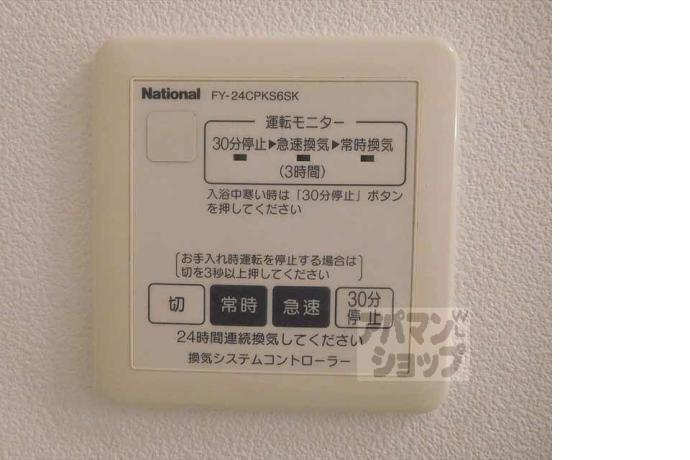 National FY-24CPKS6SK
運転モニター
30分停止▶急速換気▶常時換気
(3時間)
入浴中寒い時は「30分停止」ボタン
を押してください
お手入れ時運転を停止する場合は
切を3秒以上押してください
切 常時 急速 30分
停止
24時間連続換気してください
換気システムコントローラー
アパマン
ショップ